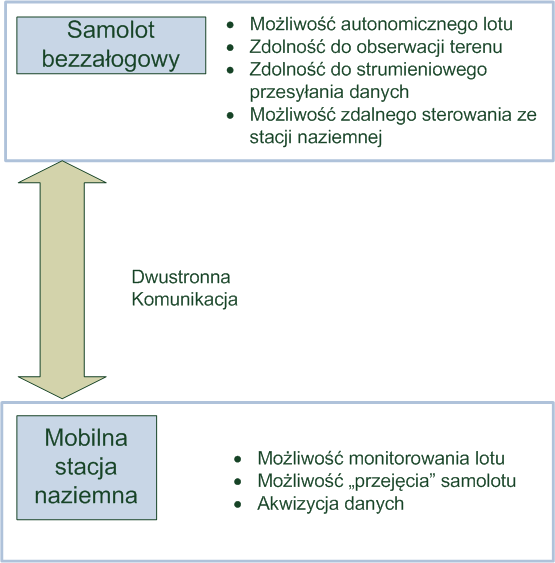 Samolot
bezzałogowy
• Możliwość autonomicznego lotu
• Zdolność do obserwacji terenu
• Zdolność do strumieniowego
przesyłania danych
• Możliwość zdalnego sterowania ze
stacji naziemnej
Dwustronna
Komunikacja
Mobilna
stacja
naziemna
• Możliwość monitorowania lotu
• Możliwość „przejęcia” samolotu
• Akwizycja danych